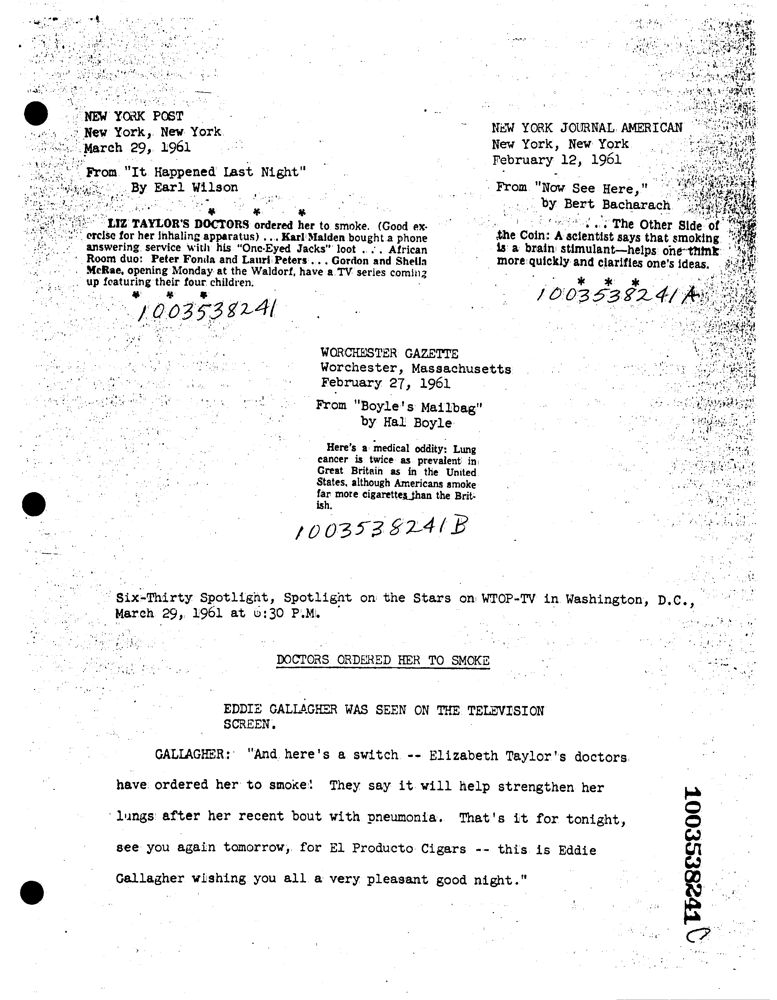 NEW YORK POST
New York, New York
March 29, 1961
From "It Happened Last Night"
By Earl Wilson
* * *
LIZ TAYLOR'S DOCTORS ordered her to smoke. (Good ex-
ercise for her inhaling apparatus) ... Karl Malden bought a phone
answering service with his "One-Eyed Jacks" loot ... African
Room duo: Peter Fonda and Lauri Peters ... Gordon and Sheila
McRae, opening Monday at the Waldorf, have a TV series coming
up featuring their four children.
* * *
1003538241
NEW YORK JOURNAL AMERICAN
New York, New York
February 12, 1961
From "Now See Here,"
by Bert Bacharach
... The Other Side of
the Coin: A scientist says that smoking
is a brain stimulant—helps one think
more quickly and clarifies one's ideas.
* * *
1003538241A
WORCHESTER GAZETTE
Worchester, Massachusetts
February 27, 1961
From "Boyle's Mailbag"
by Hal Boyle
Here's a medical oddity: Lung
cancer is twice as prevalent in
Great Britain as in the United
States, although Americans smoke
far more cigarettes than the Brit-
ish.
1003538241B
Six-Thirty Spotlight, Spotlight on the Stars on WTOP-TV in Washington, D.C.,
March 29, 1961 at 6:30 P.M.
DOCTORS ORDERED HER TO SMOKE
EDDIE GALLAGHER WAS SEEN ON THE TELEVISION
SCREEN.
GALLAGHER: "And here's a switch -- Elizabeth Taylor's doctors
have ordered her to smoke! They say it will help strengthen her
lungs after her recent bout with pneumonia. That's it for tonight,
see you again tomorrow, for El Producto Cigars -- this is Eddie
Gallagher wishing you all a very pleasant good night."
1003538241C